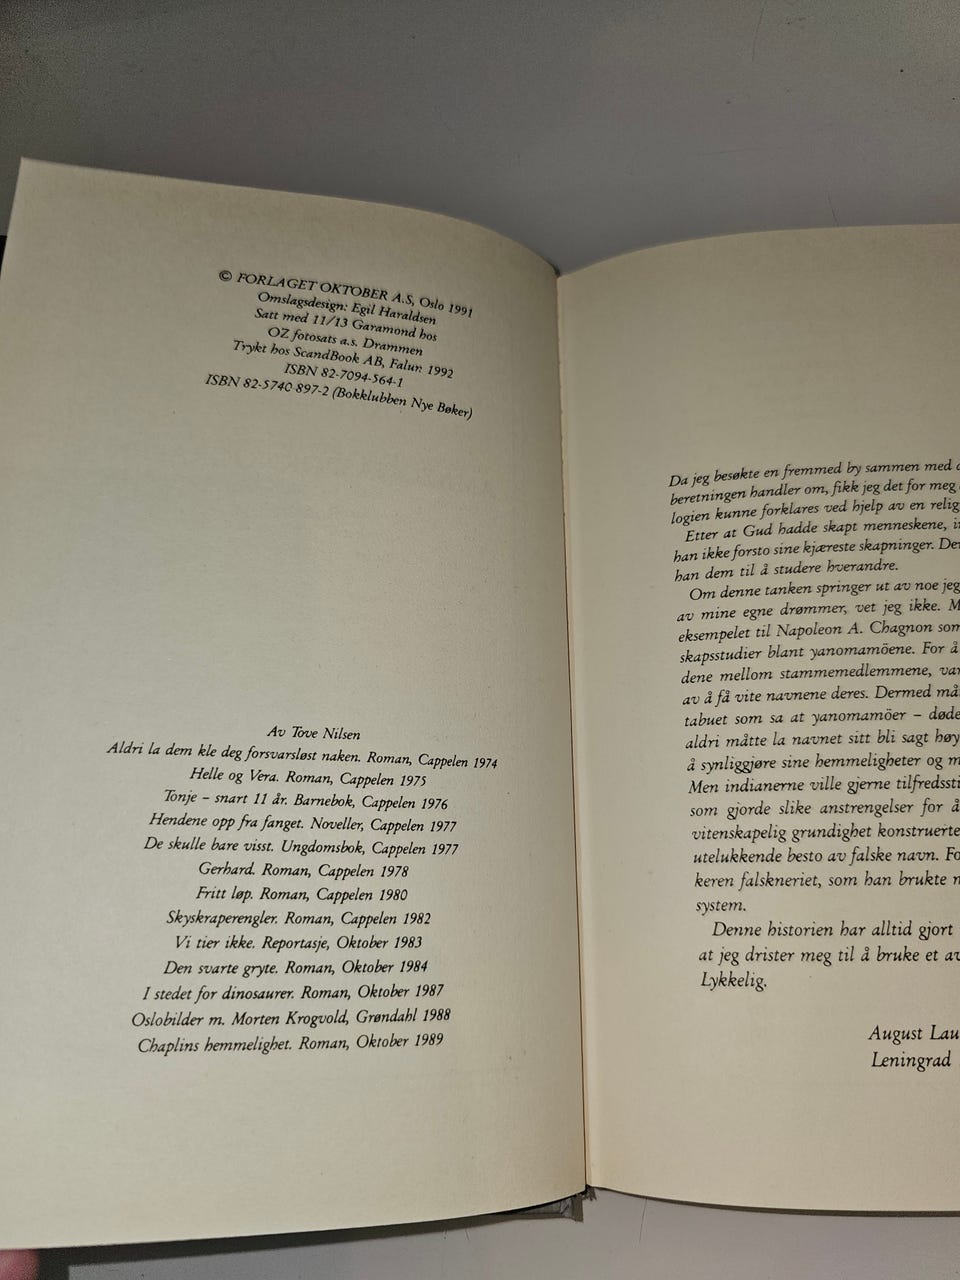 © FORLAGET OKTOBER A.S, Oslo 1991
Omslagsdesign: Egil Haraldsen
Satt med 11/13 Garamond hos
OZ fotosats a.s. Drammen
Trykt hos ScandBook AB, Falun 1992
ISBN 82-7094-564-1
ISBN 82-5740-897-2 (Bokklubben Nye Bøker)
Av Tove Nilsen
Aldri la dem kle deg forsvarsløst naken. Roman, Cappelen 1974
Helle og Vera. Roman, Cappelen 1975
Tonje – snart 11 år. Barnebok, Cappelen 1976
Hendene opp fra fanget. Noveller, Cappelen 1977
De skulle bare visst. Ungdomsbok, Cappelen 1977
Gerhard. Roman, Cappelen 1978
Fritt løp. Roman, Cappelen 1980
Skyskraperengler. Roman, Cappelen 1982
Vi tier ikke. Reportasje, Oktober 1983
Den svarte gryte. Roman, Oktober 1984
I stedet for dinosaurer. Roman, Oktober 1987
Oslobilder m. Morten Krogvold, Grøndahl 1988
Chaplins hemmelighet. Roman, Oktober 1989
Da jeg besøkte en fremmed by sammen med
beretningen handler om, fikk jeg det for meg
logien kunne forklares ved hjelp av en relig
Etter at Gud hadde skapt menneskene,
han ikke forsto sine kjæreste skapninger.
han dem til å studere hverandre.
Om denne tanken springer ut av noe jeg
av mine egne drømmer, vet jeg ikke.
eksempelet til Napoleon A. Chagnon som
skapsstudier blant yanomamöene. For å
dene mellom stammemedlemmene, var
av å få vite navnene deres. Dermed må
tabuet som sa at yanomamöer – døde
aldri måtte la navnet sitt bli sagt høy
å synliggjøre sine hemmeligheter og
Men indianerne ville gjerne tilfredssti
som gjorde slike anstrengelser for å
vitenskapelig grundighet konstruerte
utelukkende besto av falske navn. Fo
keren falskneriet, som han brukte
system.
Denne historien har alltid gjort
at jeg drister meg til å bruke et av
Lykkelig.
August Lau
Leningrad